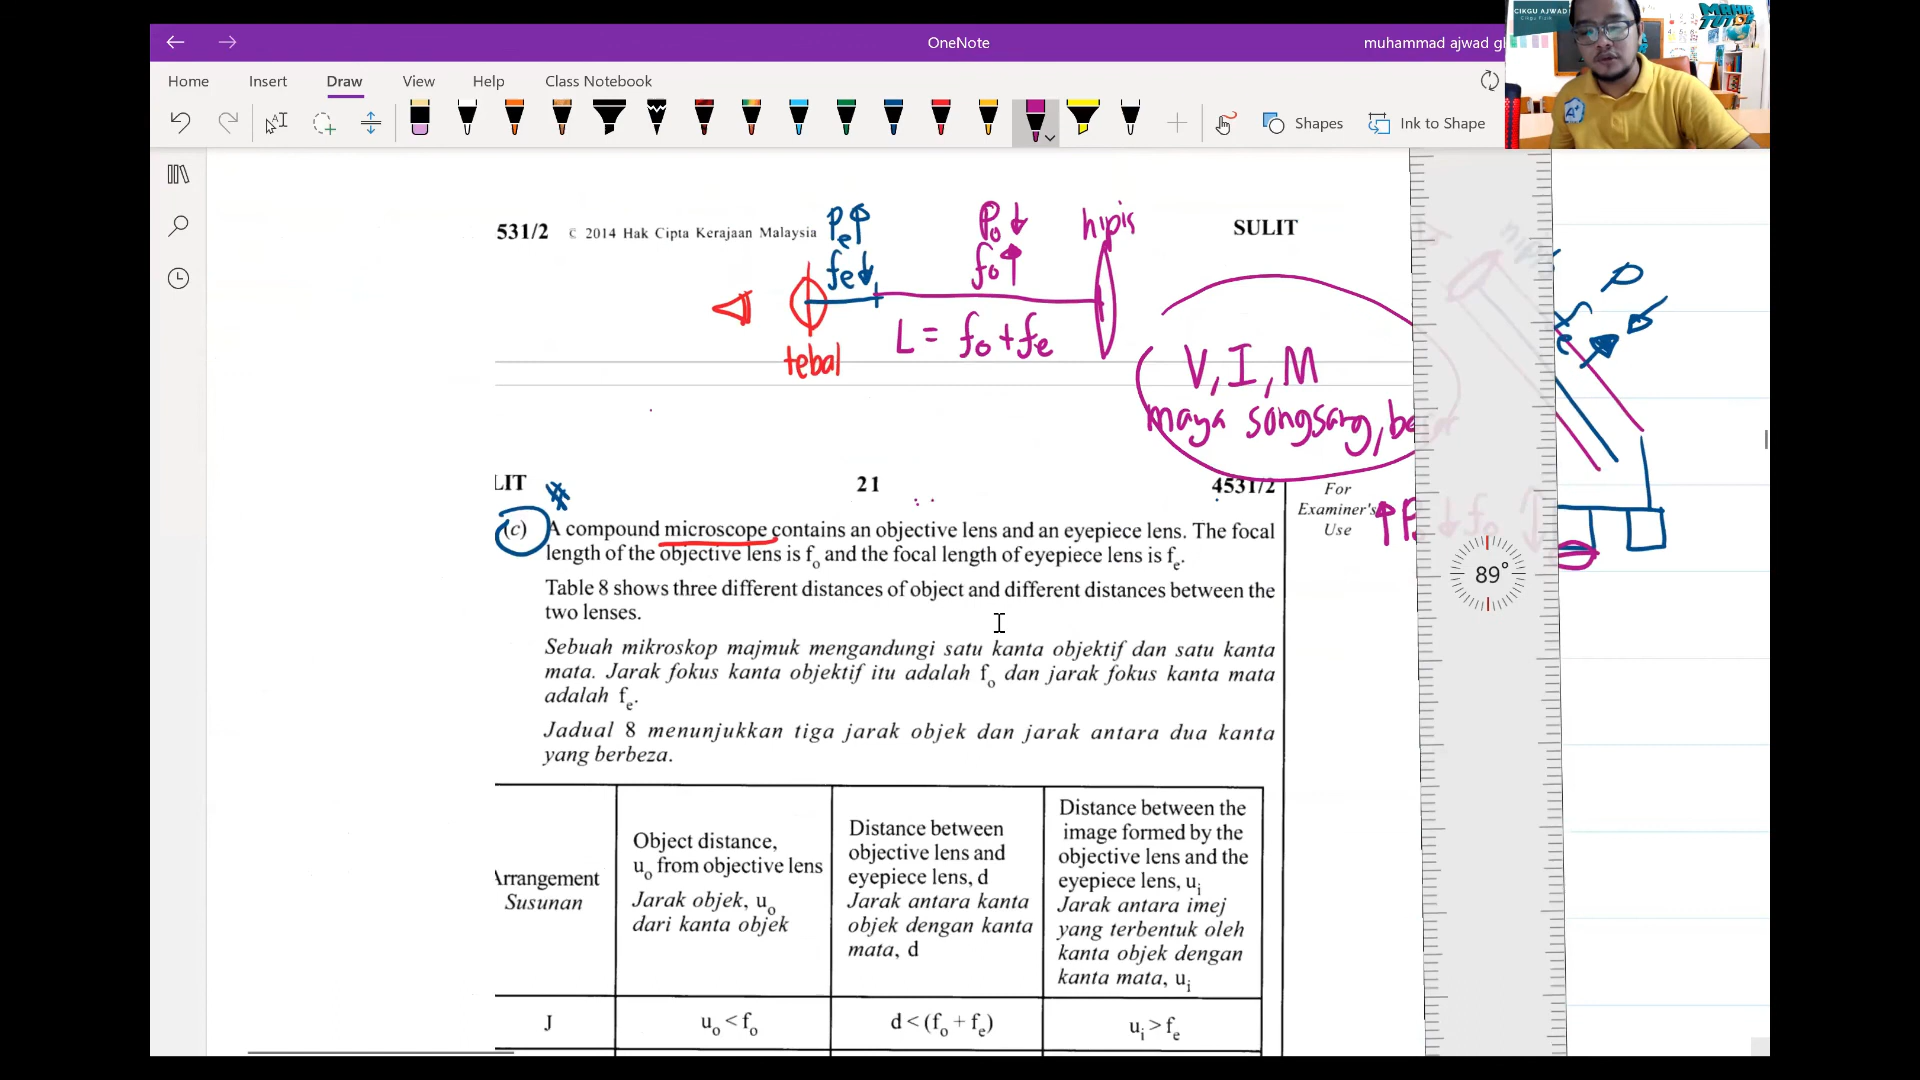 CIKGU AJWAD
Cikgu Fizik
MAHIR
TUTOR
OneNote
muhammad ajwad gh
Home
Insert
Draw
View
Help
Class Notebook
Shapes
Ink to Shape
531/2
© 2014 Hak Cipta Kerajaan Malaysia
SULIT
Pe↑
fe↓
Po↓
fo↑
hipis
L = fo + fe
tebal
V, I, M
maya songsang, be
P
e
LIT
21
4531/2
For
Examiner's
Use
↑
89°
(c) A compound microscope contains an objective lens and an eyepiece lens. The focal
length of the objective lens is fo and the focal length of eyepiece lens is fe.
Table 8 shows three different distances of object and different distances between the
two lenses.
Sebuah mikroskop majmuk mengandungi satu kanta objektif dan satu kanta
mata. Jarak fokus kanta objektif itu adalah fo dan jarak fokus kanta mata
adalah fe.
Jadual 8 menunjukkan tiga jarak objek dan jarak antara dua kanta
yang berbeza.
Arrangement
Susunan
Object distance,
uo from objective lens
Jarak objek, uo
dari kanta objek
Distance between
objective lens and
eyepiece lens, d
Jarak antara kanta
objek dengan kanta
mata, d
Distance between the
image formed by the
objective lens and the
eyepiece lens, ui
Jarak antara imej
yang terbentuk oleh
kanta objek dengan
kanta mata, ui
J
uo < fo
d < (fo + fe)
ui > fe